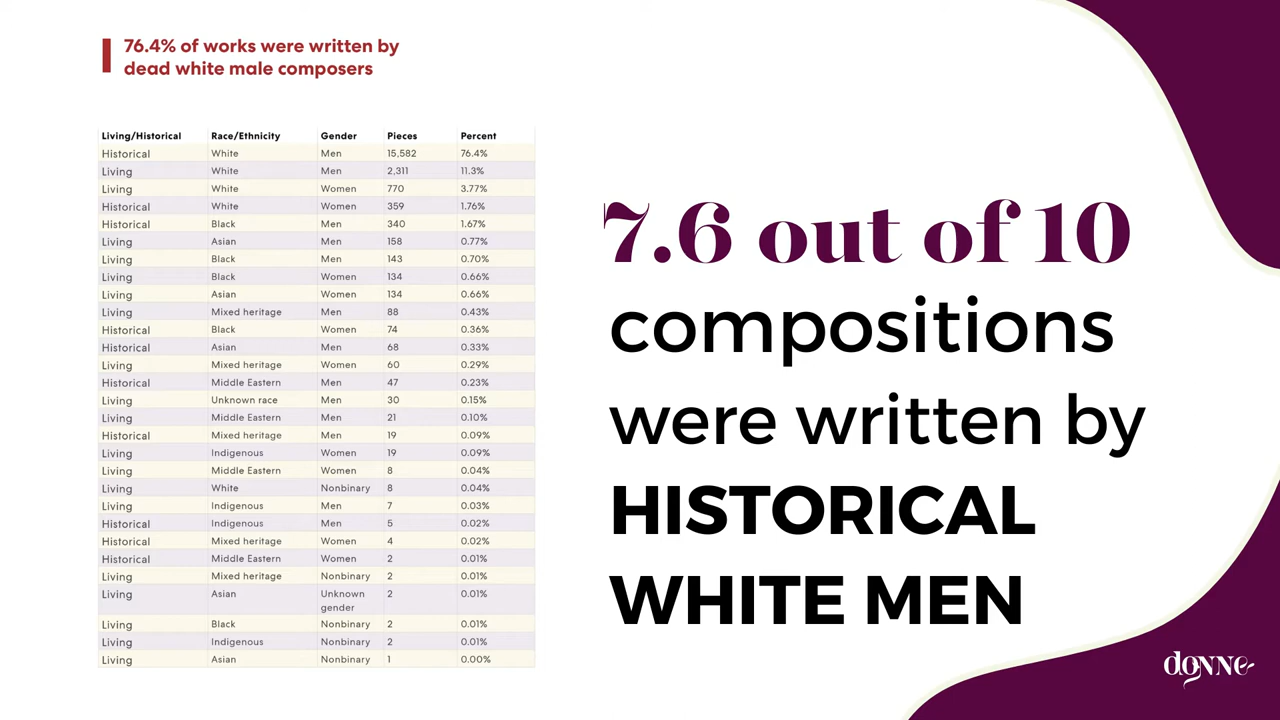 76.4% of works were written by
dead white male composers
Living/Historical Race/Ethnicity Gender Pieces Percent
Historical White Men 15,582 76.4%
Living White Men 2,311 11.3%
Living White Women 770 3.77%
Historical White Women 359 1.76%
Historical Black Men 340 1.67%
Living Asian Men 158 0.77%
Living Black Men 143 0.70%
Living Black Women 134 0.66%
Living Asian Women 134 0.66%
Living Mixed heritage Men 88 0.43%
Historical Black Women 74 0.36%
Historical Asian Men 68 0.33%
Living Mixed heritage Women 60 0.29%
Historical Middle Eastern Men 47 0.23%
Living Unknown race Men 30 0.15%
Living Middle Eastern Men 21 0.10%
Historical Mixed heritage Men 19 0.09%
Living Indigenous Women 19 0.09%
Living Middle Eastern Women 8 0.04%
Living White Nonbinary 8 0.04%
Living Indigenous Men 7 0.03%
Historical Indigenous Men 5 0.02%
Historical Mixed heritage Women 4 0.02%
Historical Middle Eastern Women 2 0.01%
Living Mixed heritage Nonbinary 2 0.01%
Living Asian Unknown gender 2 0.01%
Living Black Nonbinary 2 0.01%
Living Indigenous Nonbinary 2 0.01%
Living Asian Nonbinary 1 0.00%
7.6 out of 10
compositions
were written by
HISTORICAL
WHITE MEN
donne